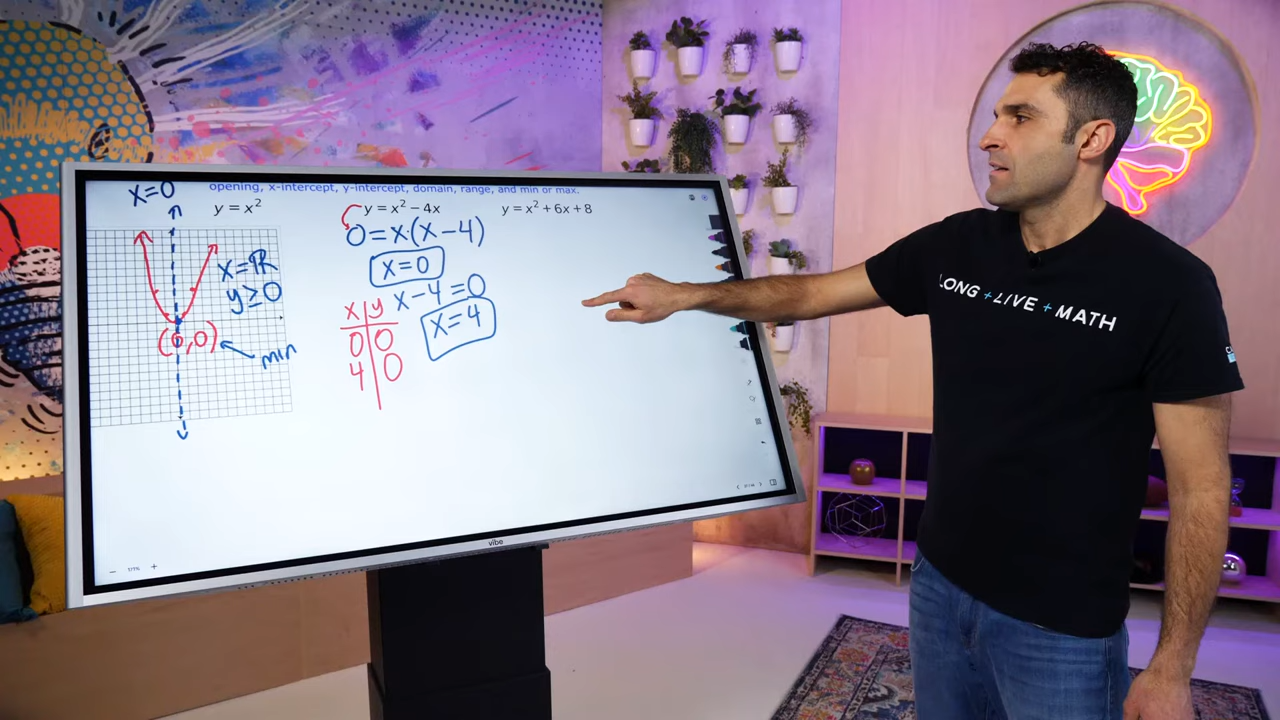 opening, x-intercept, y-intercept, domain, range, and min or max.
x=0
y = x²
x=ℝ
y≥0
(0,0)
min
y = x² − 4x
0=x·(x−4)
x=0
x−4=0
x=4
x y
0 0
4 0
y = x² + 6x + 8
vibe
LONG + LIVE + MATH